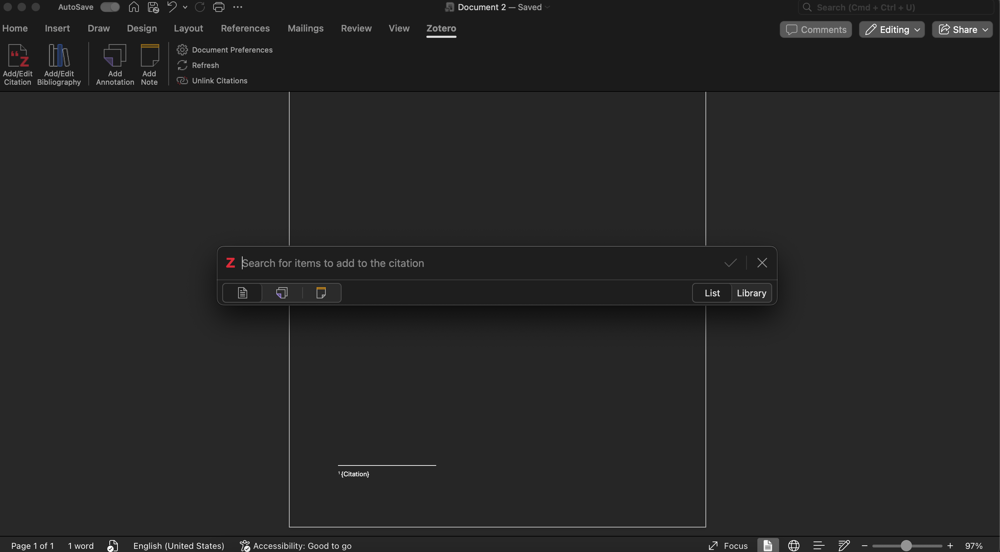 AutoSave
Document 2 — Saved
Search (Cmd + Ctrl + U)
Home Insert Draw Design Layout References Mailings Review View Zotero
Comments Editing Share
Add/Edit Citation
Add/Edit Bibliography
Add Annotation
Add Note
Document Preferences
Refresh
Unlink Citations
Z Search for items to add to the citation
List Library
1 {Citation}
Page 1 of 1 1 word English (United States) Accessibility: Good to go Focus 97%